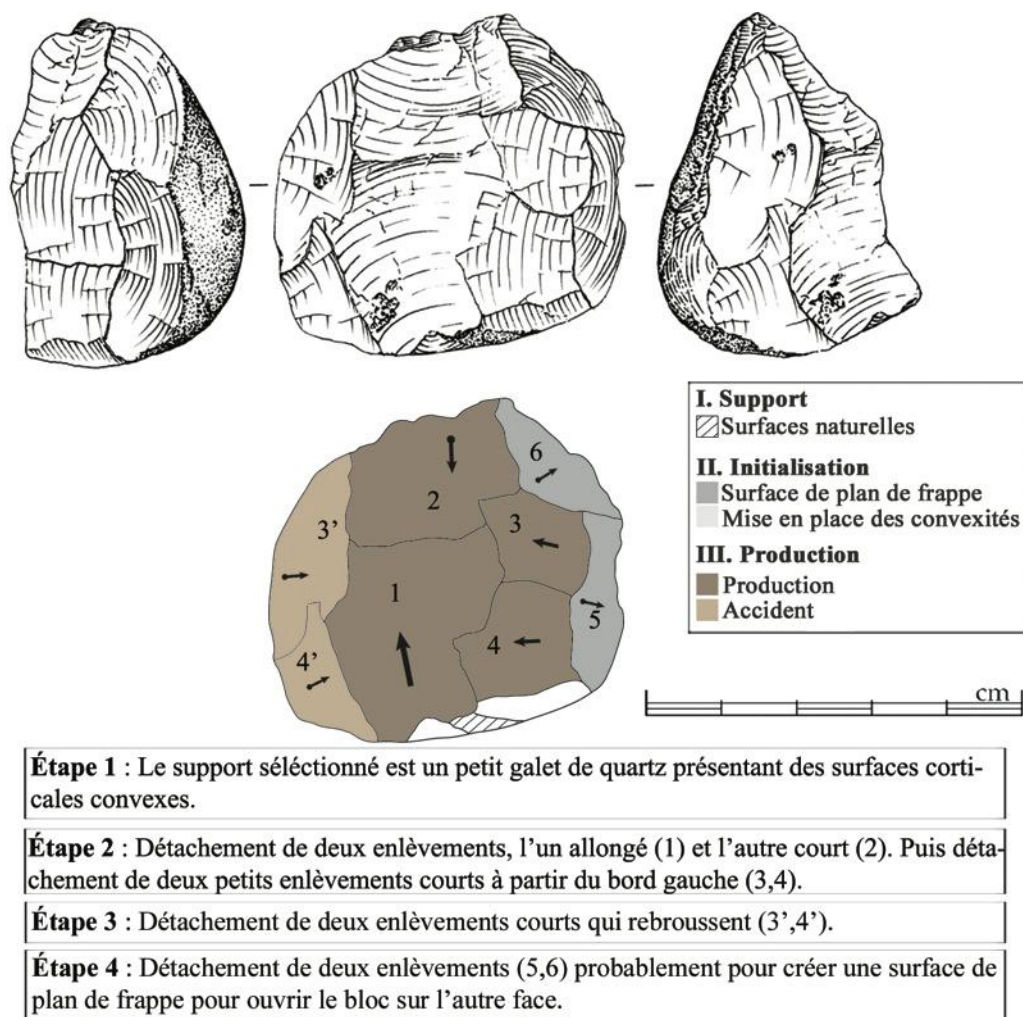 I. Support
Surfaces naturelles
II. Initialisation
Surface de plan de frappe
Mise en place des convexités
III. Production
Production
Accident
6
2
3
3’
1
5
4
4’
cm
Étape 1 : Le support séléctionné est un petit galet de quartz présentant des surfaces corti-
cales convexes.
Étape 2 : Détachement de deux enlèvements, l’un allongé (1) et l’autre court (2). Puis déta-
chement de deux petits enlèvements courts à partir du bord gauche (3,4).
Étape 3 : Détachement de deux enlèvements courts qui rebroussent (3’,4’).
Étape 4 : Détachement de deux enlèvements (5,6) probablement pour créer une surface de
plan de frappe pour ouvrir le bloc sur l’autre face.